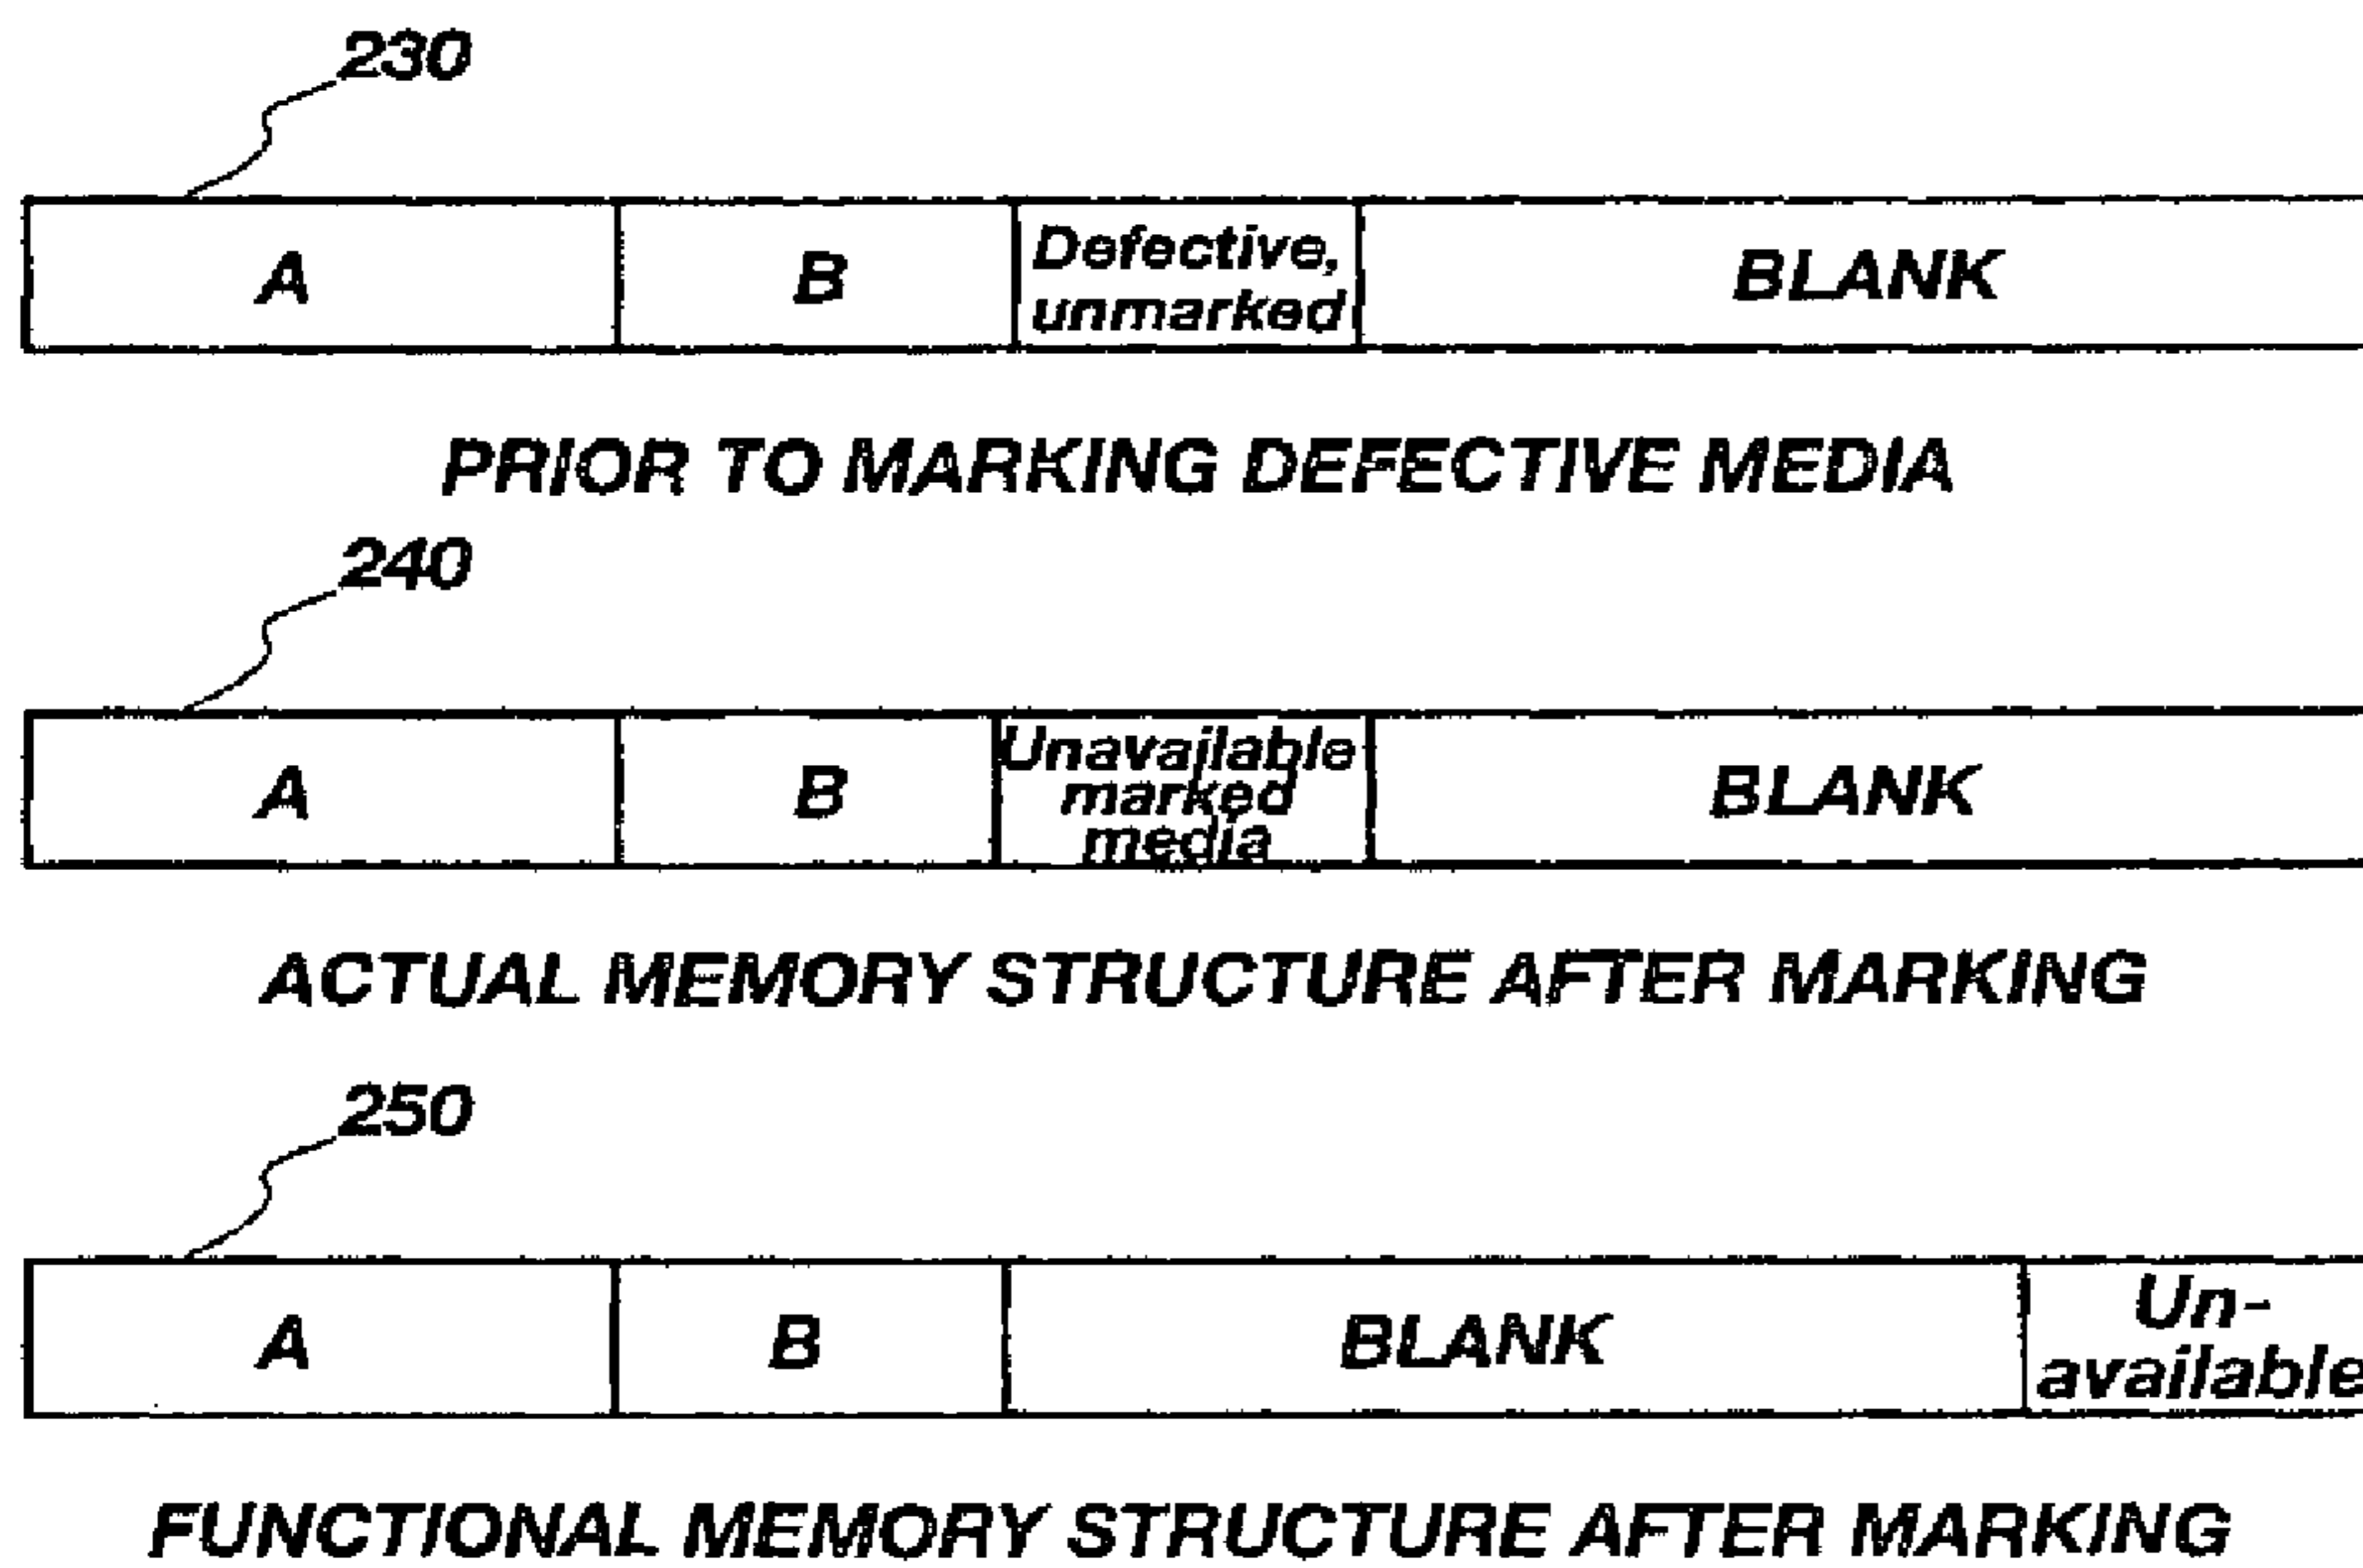 230
A B Defective, BLANK
unmarked
PRIOR TO MARKING DEFECTIVE MEDIA
240
A B Unavailable BLANK
marked
media
ACTUAL MEMORY STRUCTURE AFTER MARKING
250
A B BLANK Un-
available
FUNCTIONAL MEMORY STRUCTURE AFTER MARKING